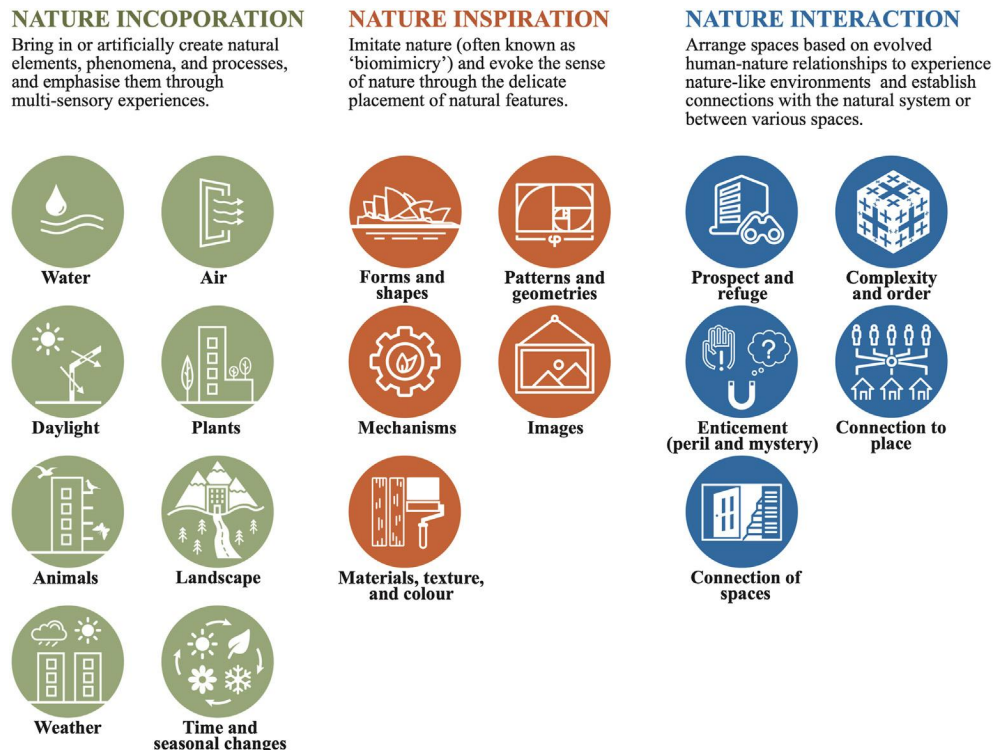 NATURE INCOPORATION
Bring in or artificially create natural
elements, phenomena, and processes,
and emphasise them through
multi-sensory experiences.
Water
Air
Daylight
Plants
Animals
Landscape
Weather
Time and
seasonal changes
NATURE INSPIRATION
Imitate nature (often known as
‘biomimicry’) and evoke the sense
of nature through the delicate
placement of natural features.
Forms and
shapes
φ
Patterns and
geometries
Mechanisms
Images
Materials, texture,
and colour
NATURE INTERACTION
Arrange spaces based on evolved
human-nature relationships to experience
nature-like environments and establish
connections with the natural system or
between various spaces.
Prospect and
refuge
Complexity
and order
! ?
Enticement
(peril and mystery)
Connection to
place
Connection of
spaces